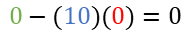 0 − (10)(0) = 0